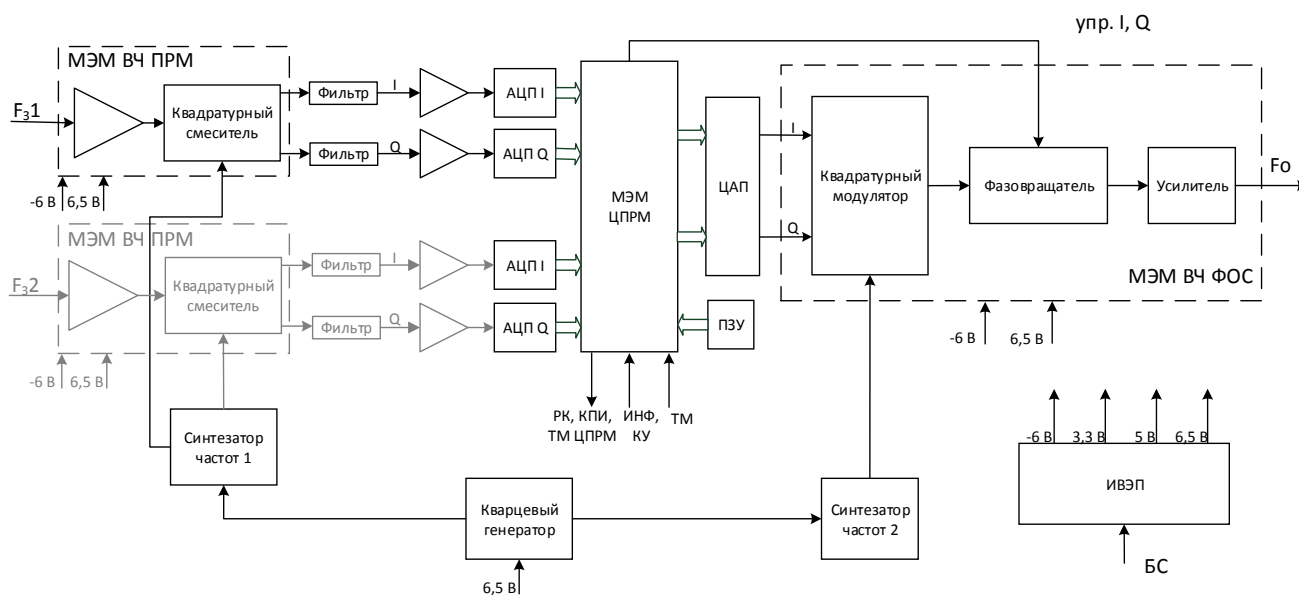 упр. I, Q
МЭМ ВЧ ПРМ
Fз1
Квадратурный
смеситель
Фильтр
I
АЦП I
Фильтр
Q
АЦП Q
-6 В
6,5 В
МЭМ
ЦПРМ
ЦАП
I
Q
Квадратурный
модулятор
Фазовращатель
Усилитель
Fo
МЭМ ВЧ ФОС
-6 В
6,5 В
МЭМ ВЧ ПРМ
Fз2
Квадратурный
смеситель
Фильтр
I
АЦП I
Фильтр
Q
АЦП Q
-6 В
6,5 В
ПЗУ
РК, КПИ,
ТМ ЦПРМ
ИНФ,
КУ
ТМ
Синтезатор
частот 1
Кварцевый
генератор
6,5 В
Синтезатор
частот 2
-6 В
3,3 В
5 В
6,5 В
ИВЭП
БС